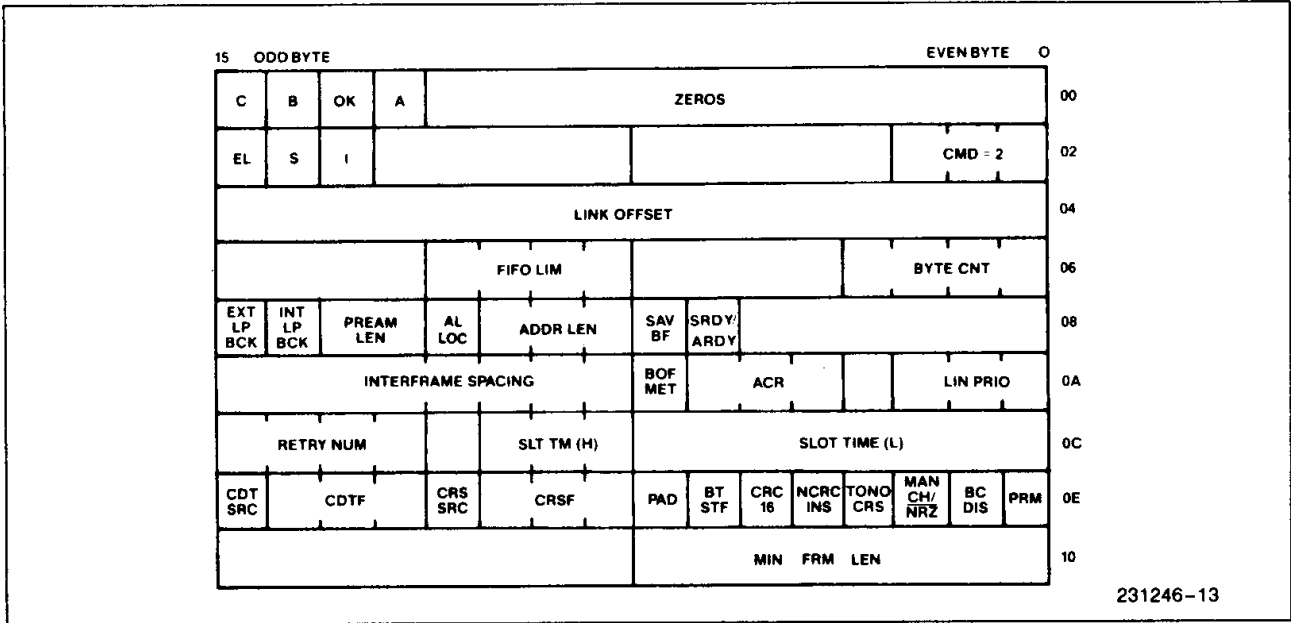 15 ODD BYTE EVEN BYTE O
C B OK A ZEROS 00
EL S I CMD = 2 02
LINK OFFSET 04
FIFO LIM BYTE CNT 06
EXT LP BCK INT LP BCK PREAM LEN AL LOC ADDR LEN SAV BF SRDY/ ARDY 08
INTERFRAME SPACING BOF MET ACR LIN PRIO 0A
RETRY NUM SLT TM (H) SLOT TIME (L) 0C
CDT SRC CDTF CRS SRC CRSF PAD BT STF CRC 16 NCRC INS TONO CRS MAN CH/ NRZ BC DIS PRM 0E
MIN FRM LEN 10
231246-13